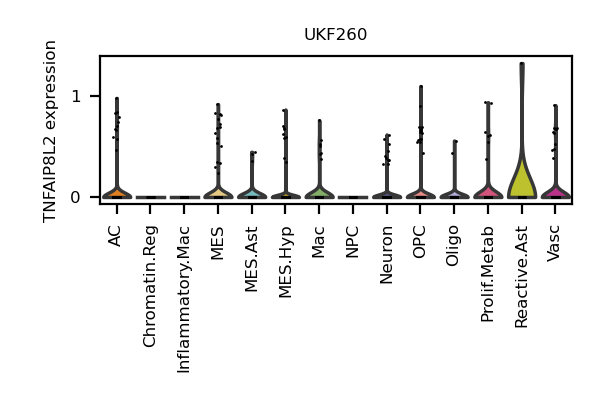 UKF260
TNFAIP8L2 expression
1
0
AC
Chromatin.Reg
Inflammatory.Mac
MES
MES.Ast
MES.Hyp
Mac
NPC
Neuron
OPC
Oligo
Prolif.Metab
Reactive.Ast
Vasc